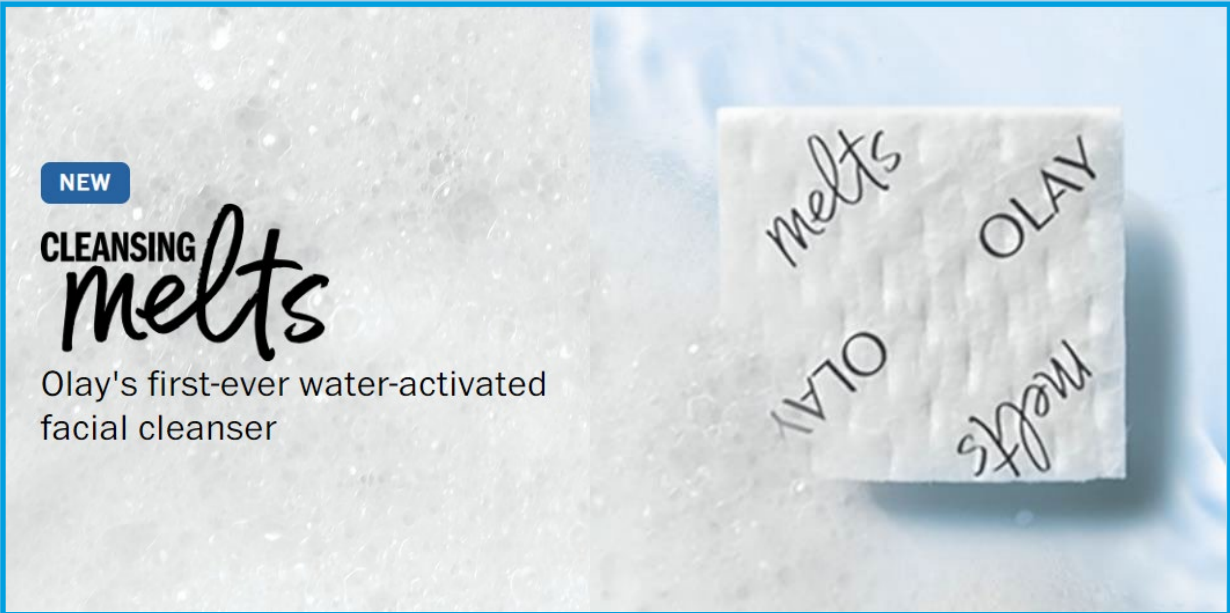 NEW
CLEANSING
melts
Olay's first-ever water-activated
facial cleanser
melts
OLAY
OLAY
melts